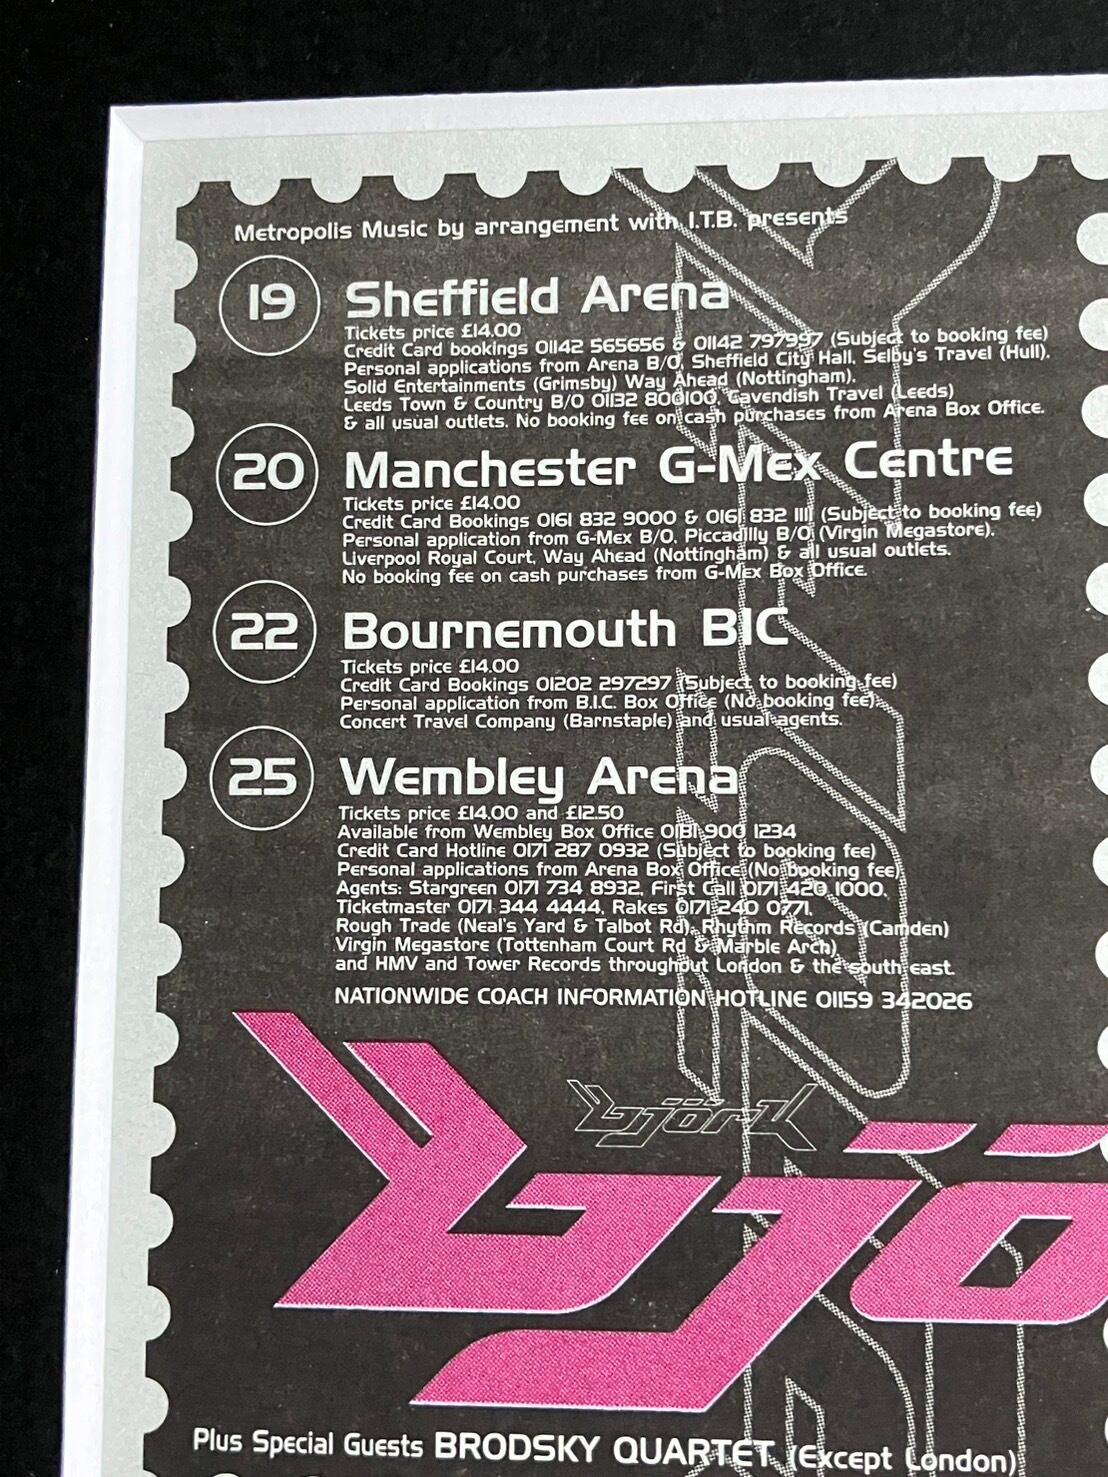 Metropolis Music by arrangement with I.T.B. presents
19 Sheffield Arena
Tickets price £14.00
Credit Card bookings 01142 565656 & 01142 797997 (Subject to booking fee)
Personal applications from Arena B/O, Sheffield City Hall, Selby's Travel (Hull).
Solid Entertainments (Grimsby) Way Ahead (Nottingham).
Leeds Town & Country B/O 01132 800100, Cavendish Travel (Leeds)
& all usual outlets. No booking fee on cash purchases from Arena Box Office.
20 Manchester G-Mex Centre
Tickets price £14.00
Credit Card Bookings 0161 832 9000 & 0161 832 1111 (Subject to booking fee)
Personal application from G-Mex B/O, Piccadilly B/O (Virgin Megastore).
Liverpool Royal Court, Way Ahead (Nottingham) & all usual outlets.
No booking fee on cash purchases from G-Mex Box Office.
22 Bournemouth BIC
Tickets price £14.00
Credit Card Bookings 01202 297297 (Subject to booking fee)
Personal application from B.I.C. Box Office (No booking fee)
Concert Travel Company (Barnstaple) and usual agents.
25 Wembley Arena
Tickets price £14.00 and £12.50
Available from Wembley Box Office 0181 900 1234
Credit Card Hotline 0171 287 0932 (Subject to booking fee)
Personal applications from Arena Box Office (No booking fee)
Agents: Stargreen 0171 734 8932, First Call 0171 420 1000,
Ticketmaster 0171 344 4444, Rakes 0171 240 0771,
Rough Trade (Neal's Yard & Talbot Rd), Rhythm Records (Camden)
Virgin Megastore (Tottenham Court Rd & Marble Arch)
and HMV and Tower Records throughout London & the south east.
NATIONWIDE COACH INFORMATION HOTLINE 01159 342026
björk
bjö
Plus Special Guests BRODSKY QUARTET (Except London)